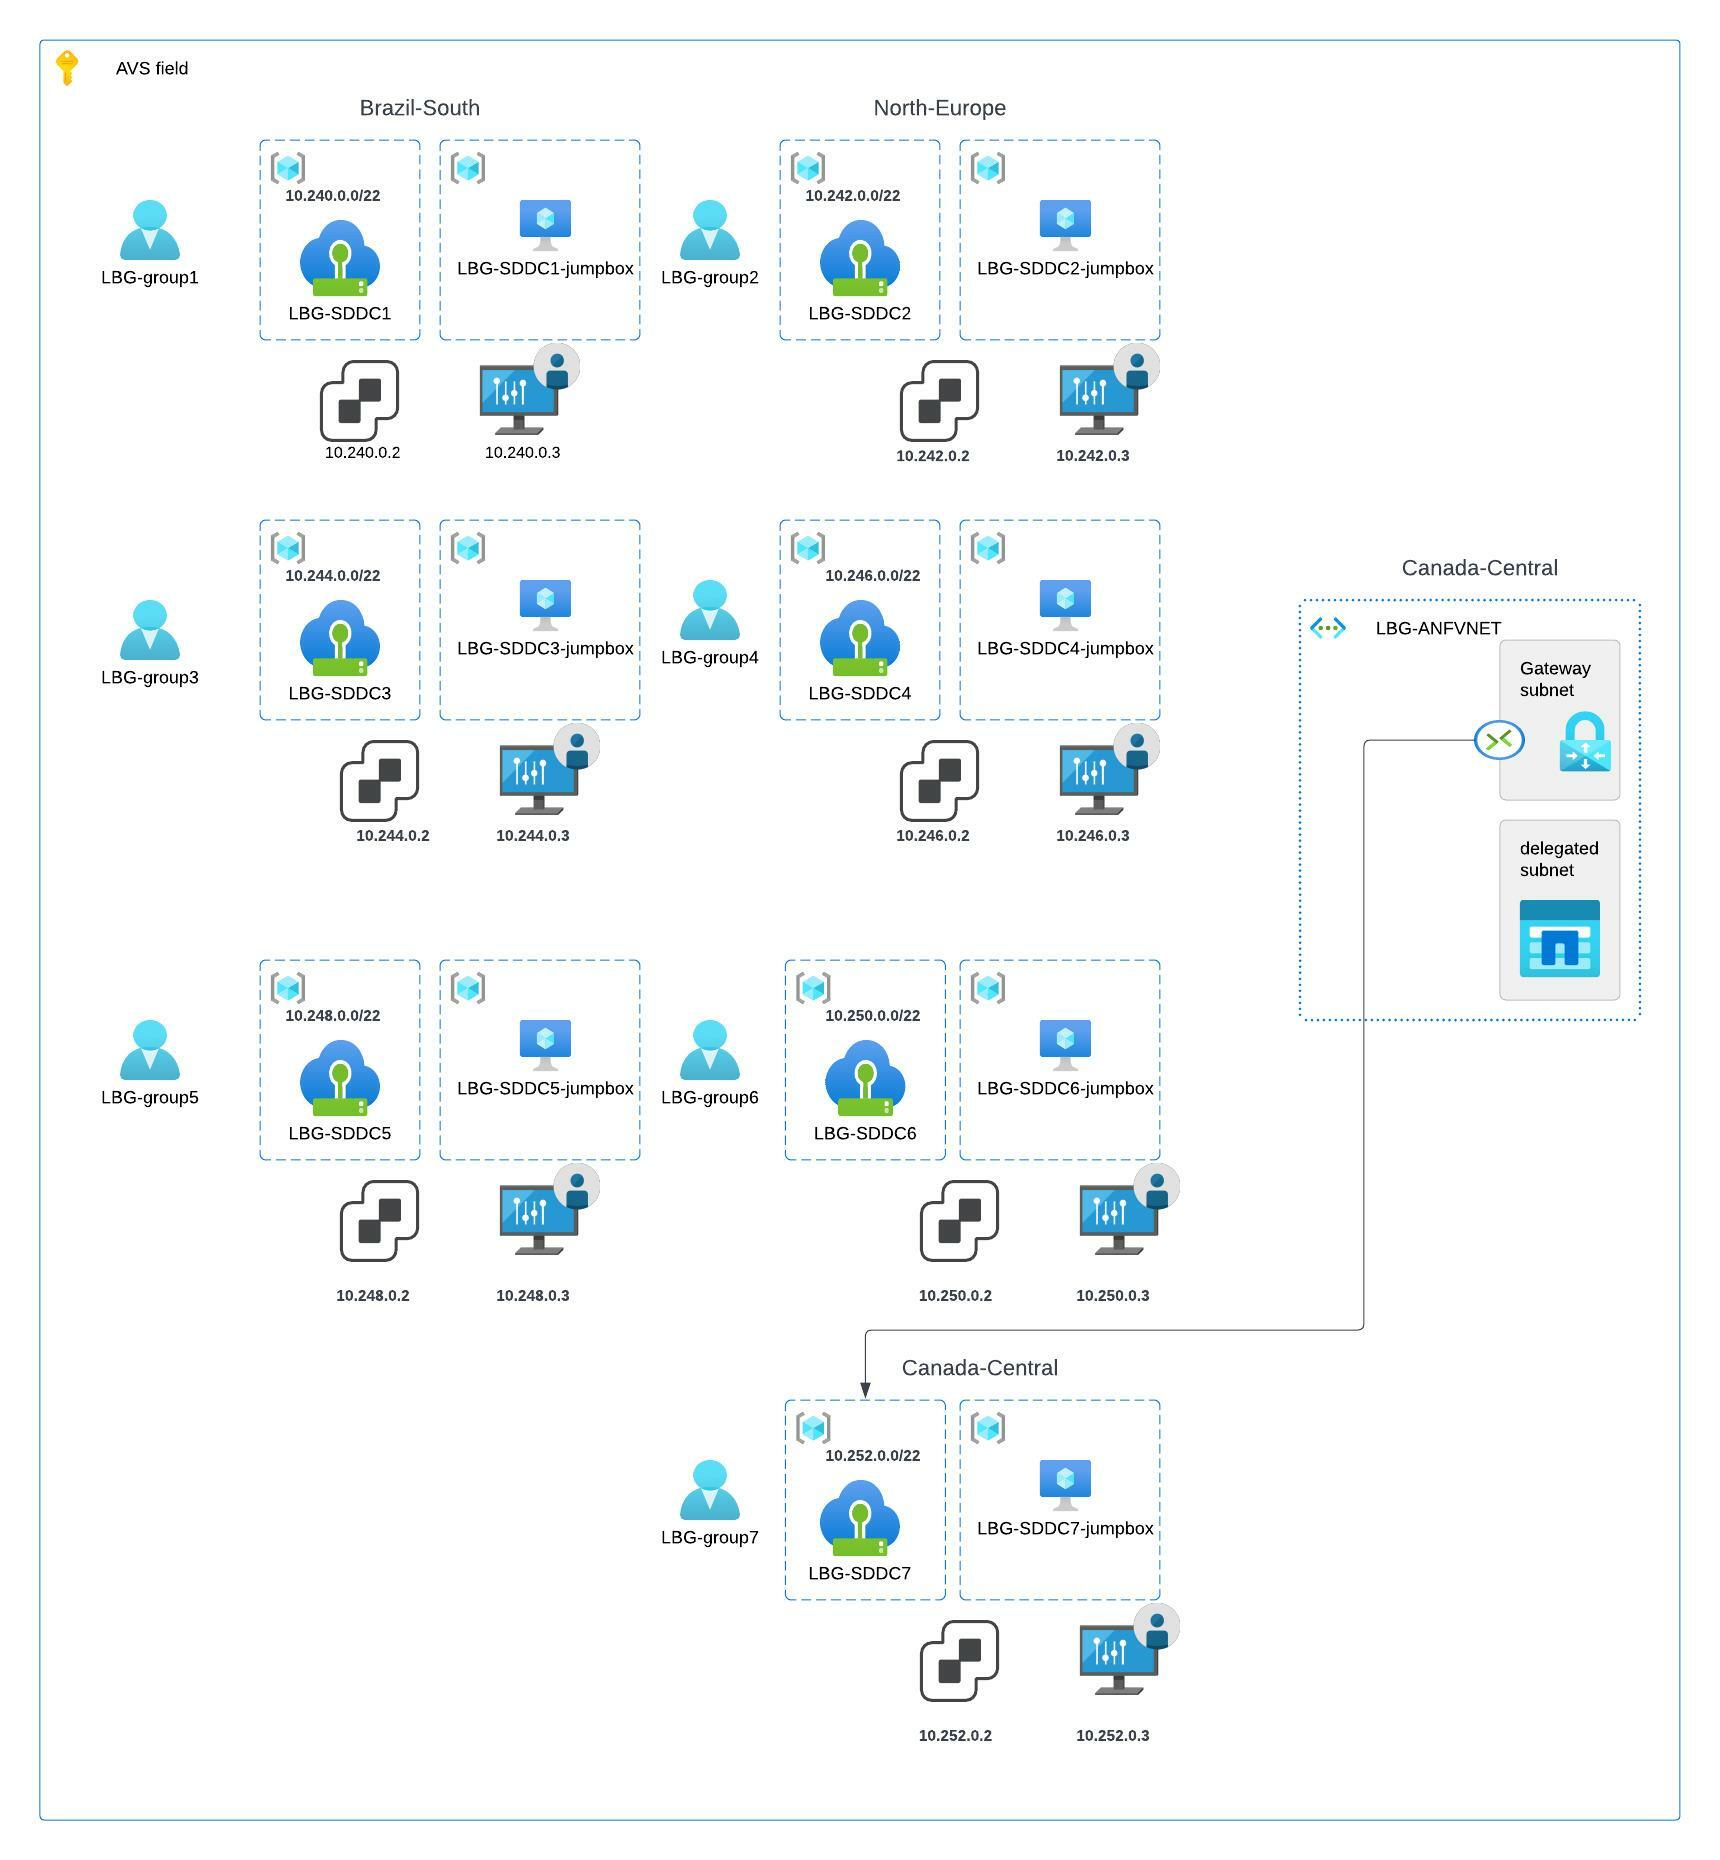 AVS field
Brazil-South
North-Europe
LBG-group1
10.240.0.0/22
LBG-SDDC1
LBG-SDDC1-jumpbox
10.240.0.2
10.240.0.3
LBG-group2
10.242.0.0/22
LBG-SDDC2
LBG-SDDC2-jumpbox
10.242.0.2
10.242.0.3
LBG-group3
10.244.0.0/22
LBG-SDDC3
LBG-SDDC3-jumpbox
10.244.0.2
10.244.0.3
LBG-group4
10.246.0.0/22
LBG-SDDC4
LBG-SDDC4-jumpbox
10.246.0.2
10.246.0.3
Canada-Central
LBG-ANFVNET
Gateway
subnet
delegated
subnet
LBG-group5
10.248.0.0/22
LBG-SDDC5
LBG-SDDC5-jumpbox
10.248.0.2
10.248.0.3
LBG-group6
10.250.0.0/22
LBG-SDDC6
LBG-SDDC6-jumpbox
10.250.0.2
10.250.0.3
Canada-Central
LBG-group7
10.252.0.0/22
LBG-SDDC7
LBG-SDDC7-jumpbox
10.252.0.2
10.252.0.3